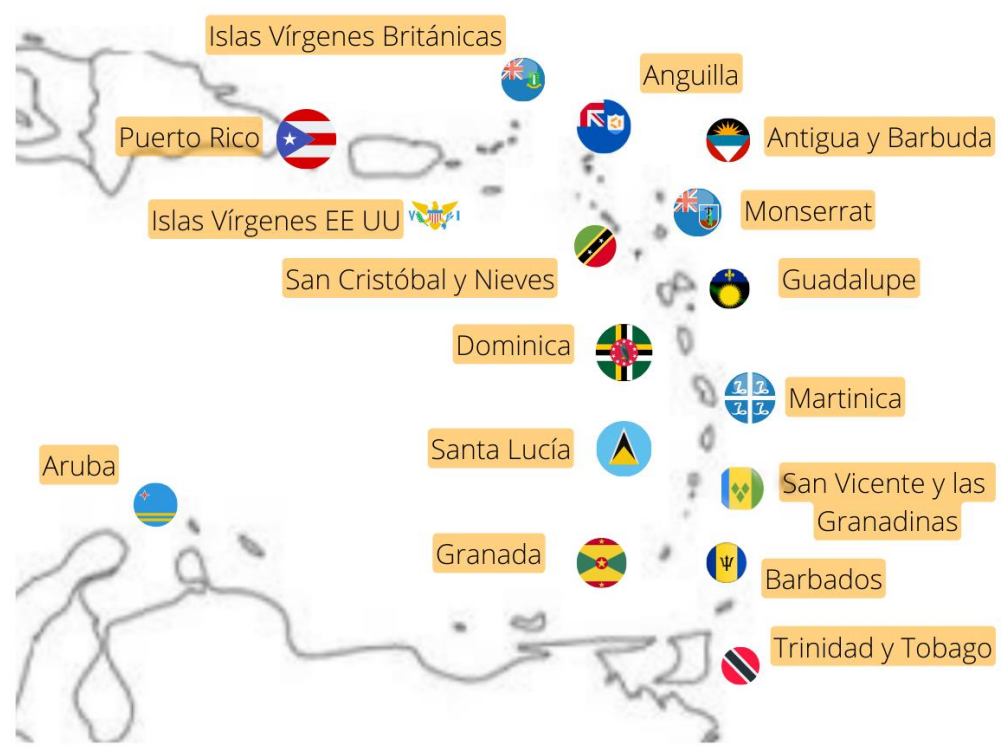 Islas Vírgenes Británicas
Anguilla
Puerto Rico
Antigua y Barbuda
Islas Vírgenes EE UU
V I
Monserrat
San Cristóbal y Nieves
Guadalupe
Dominica
Martinica
Santa Lucía
Aruba
San Vicente y las
Granadinas
Granada
Barbados
Trinidad y Tobago